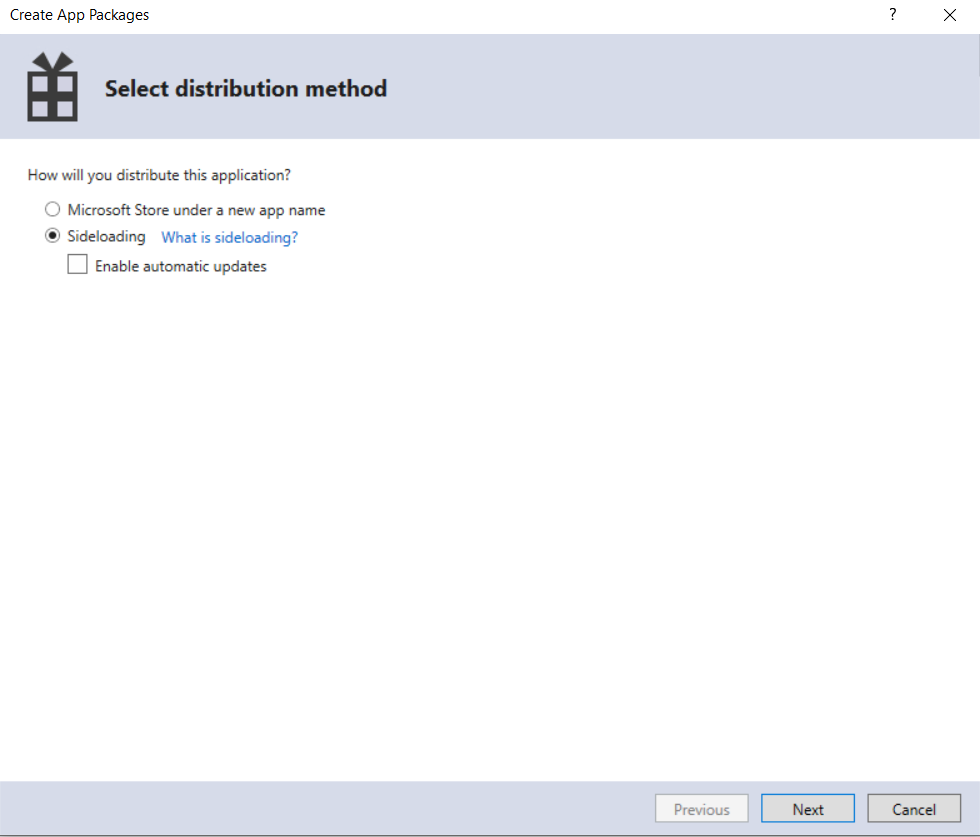 Create App Packages ?
Select distribution method
How will you distribute this application?
Microsoft Store under a new app name
Sideloading What is sideloading?
Enable automatic updates
Previous Next Cancel